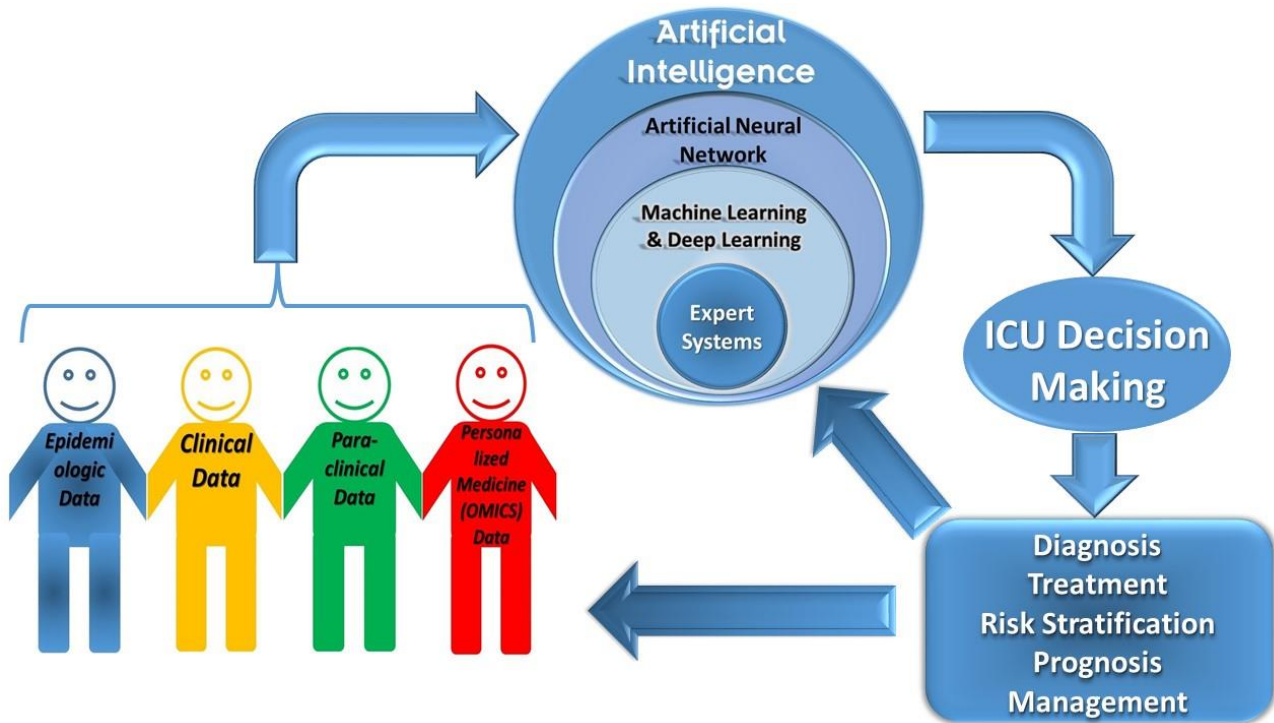 Artificial
Intelligence
Artificial Neural
Network
Machine Learning
& Deep Learning
Expert
Systems
ICU Decision
Making
Epidemi
ologic
Data
Clinical
Data
Para-
clinical
Data
Persona
lized
Medicine
(OMICS)
Data
Diagnosis
Treatment
Risk Stratification
Prognosis
Management